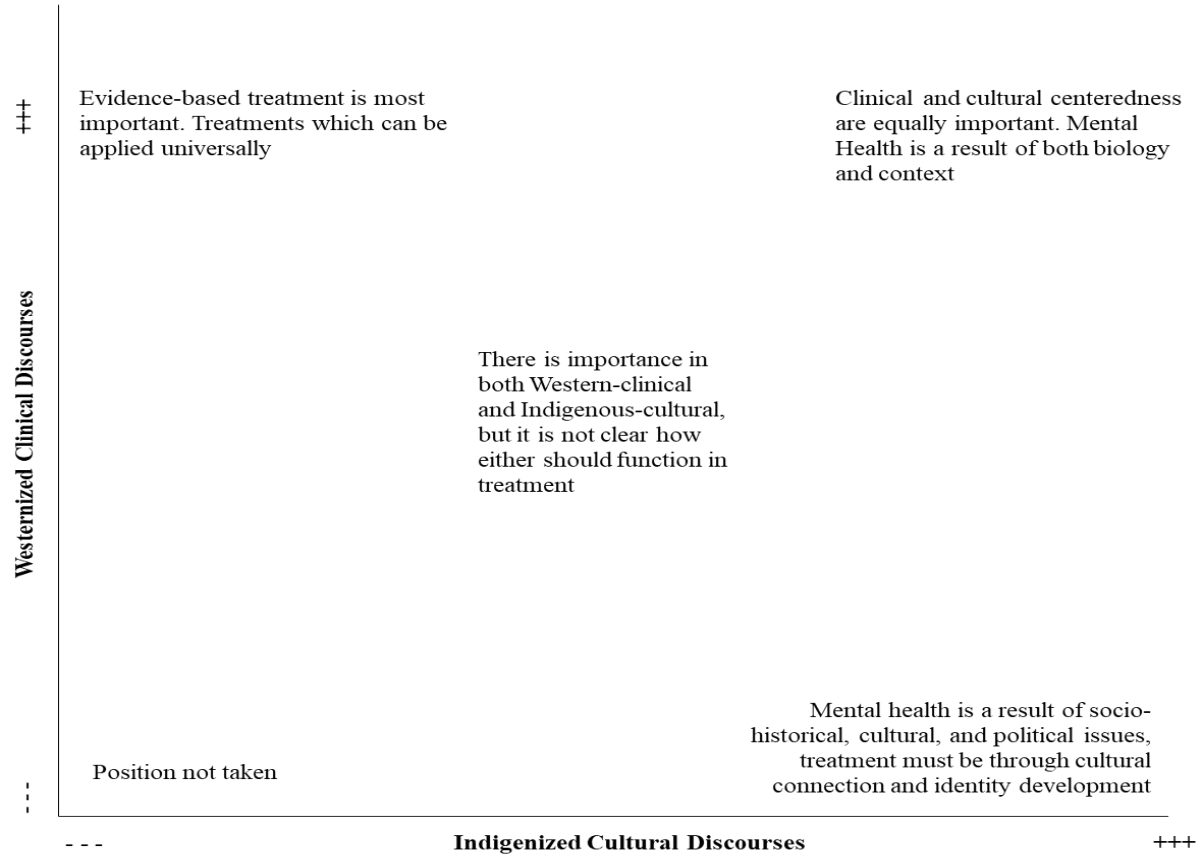 +++
Evidence-based treatment is most
important. Treatments which can be
applied universally
Clinical and cultural centeredness
are equally important. Mental
Health is a result of both biology
and context
Westernized Clinical Discourses
There is importance in
both Western-clinical
and Indigenous-cultural,
but it is not clear how
either should function in
treatment
Position not taken
Mental health is a result of socio-
historical, cultural, and political issues,
treatment must be through cultural
connection and identity development
- - -
- - -
Indigenized Cultural Discourses
+++